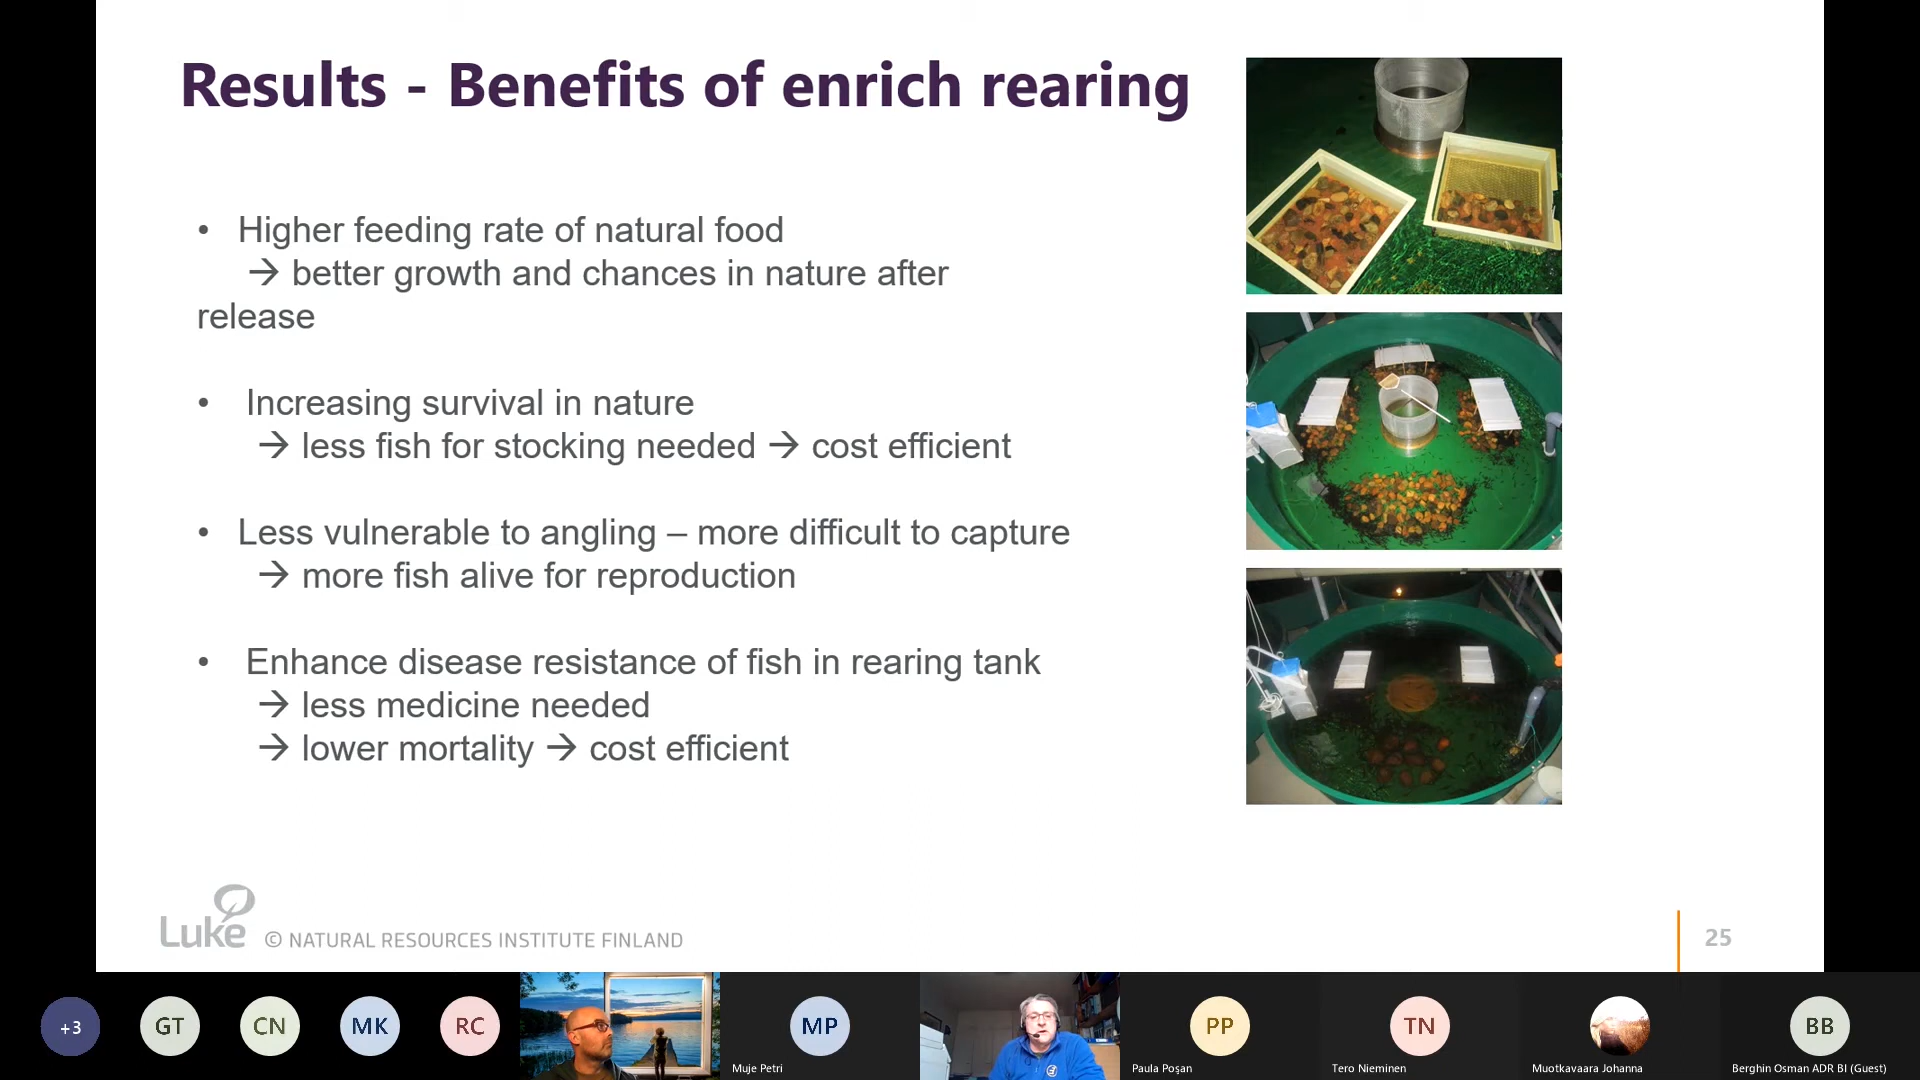 Results - Benefits of enrich rearing
• Higher feeding rate of natural food
→ better growth and chances in nature after
release
• Increasing survival in nature
→ less fish for stocking needed → cost efficient
• Less vulnerable to angling – more difficult to capture
→ more fish alive for reproduction
• Enhance disease resistance of fish in rearing tank
→ less medicine needed
→ lower mortality → cost efficient
Luke © NATURAL RESOURCES INSTITUTE FINLAND
25
+3
GT
CN
MK
RC
MP
Muje Petri
PP
Paula Poșan
TN
Tero Nieminen
Muotkavaara Johanna
BB
Berghin Osman ADR BI (Guest)